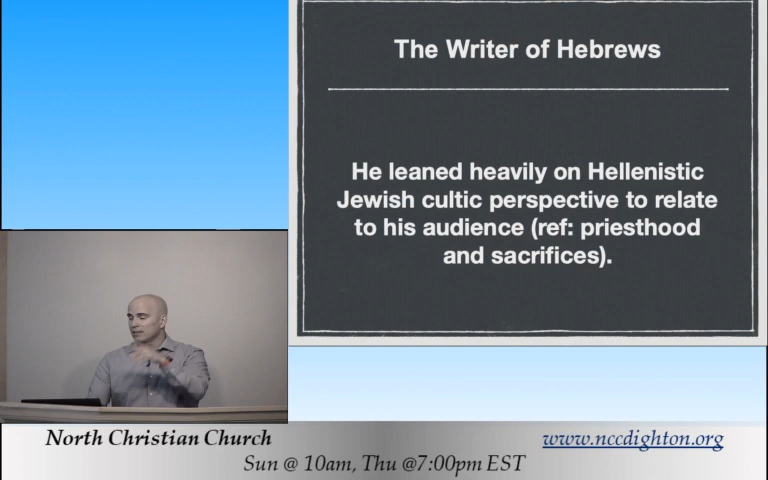 The Writer of Hebrews
He leaned heavily on Hellenistic
Jewish cultic perspective to relate
to his audience (ref: priesthood
and sacrifices).
North Christian Church
www.nccdighton.org
Sun @ 10am, Thu @7:00pm EST